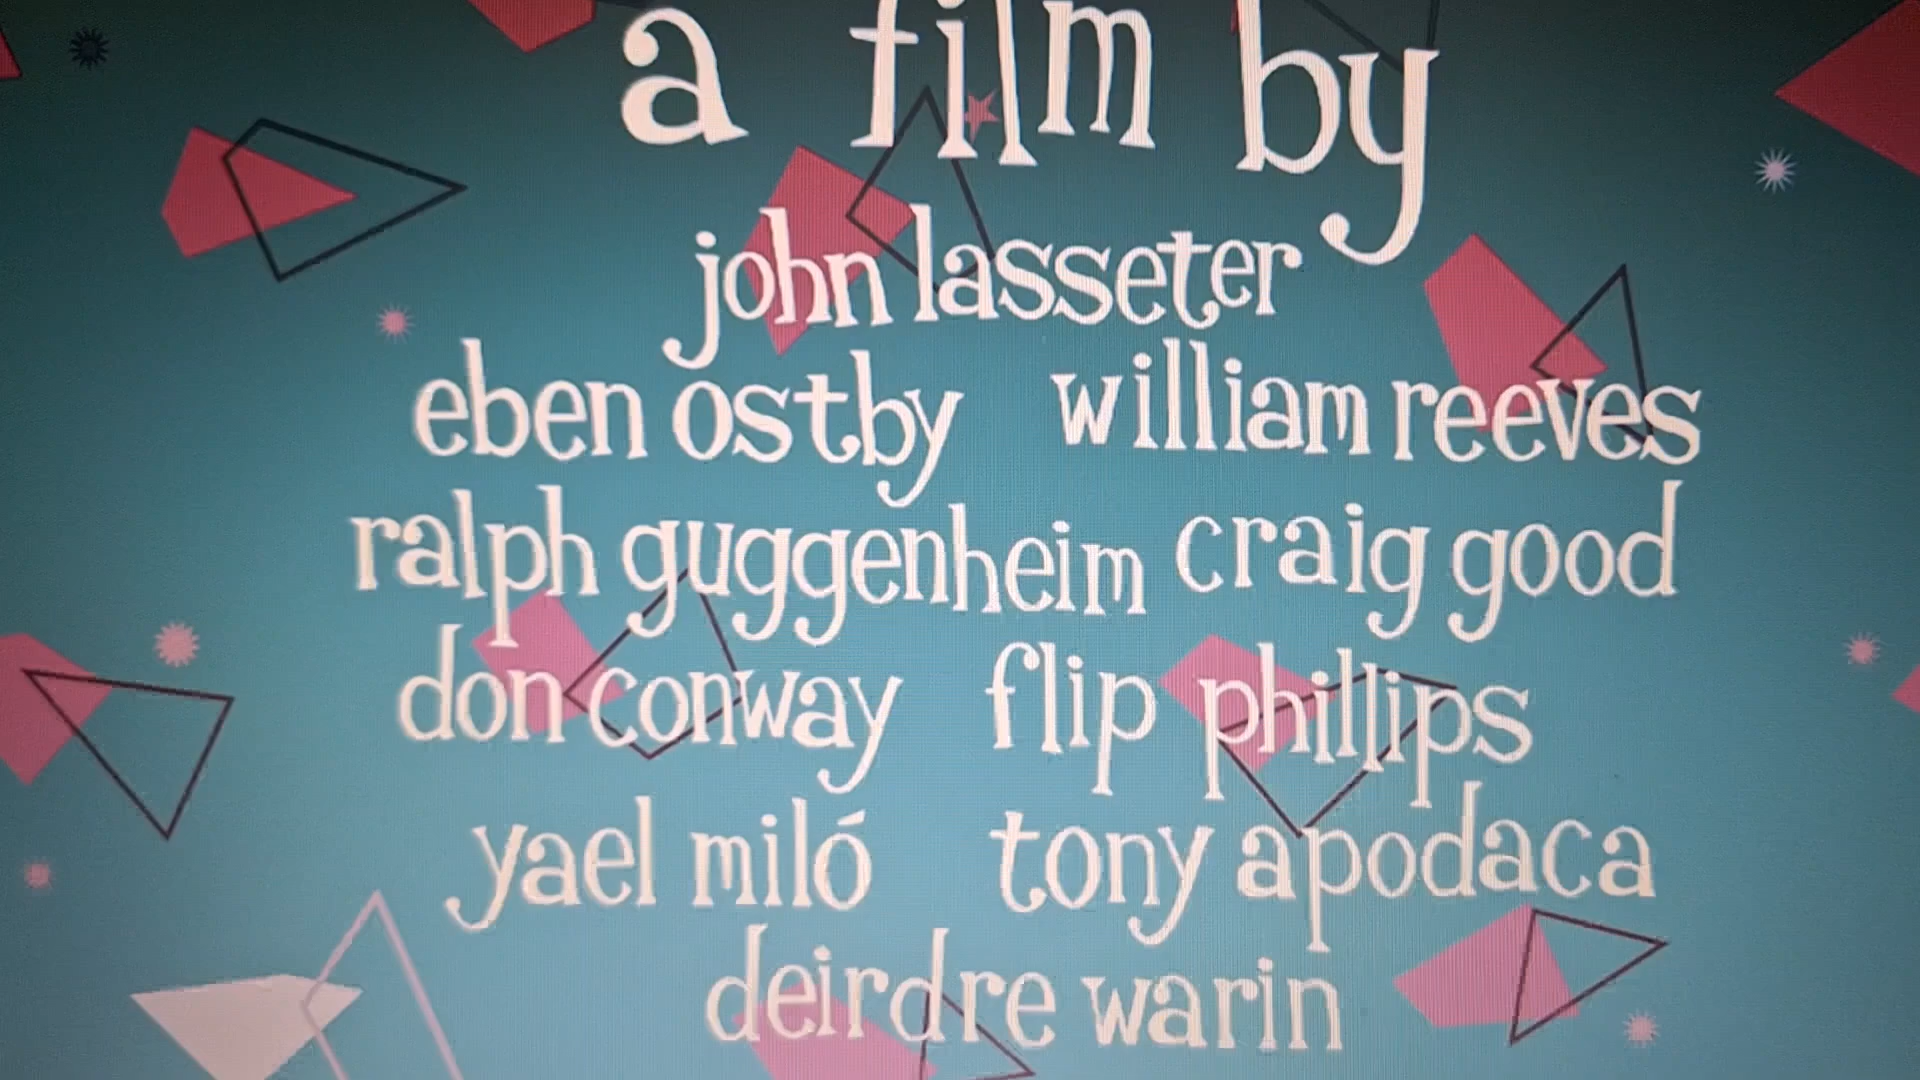 a film by
john lasseter
eben ostby william reeves
ralph guggenheim craig good
don conway flip phillips
yael miló tony apodaca
deirdre warin